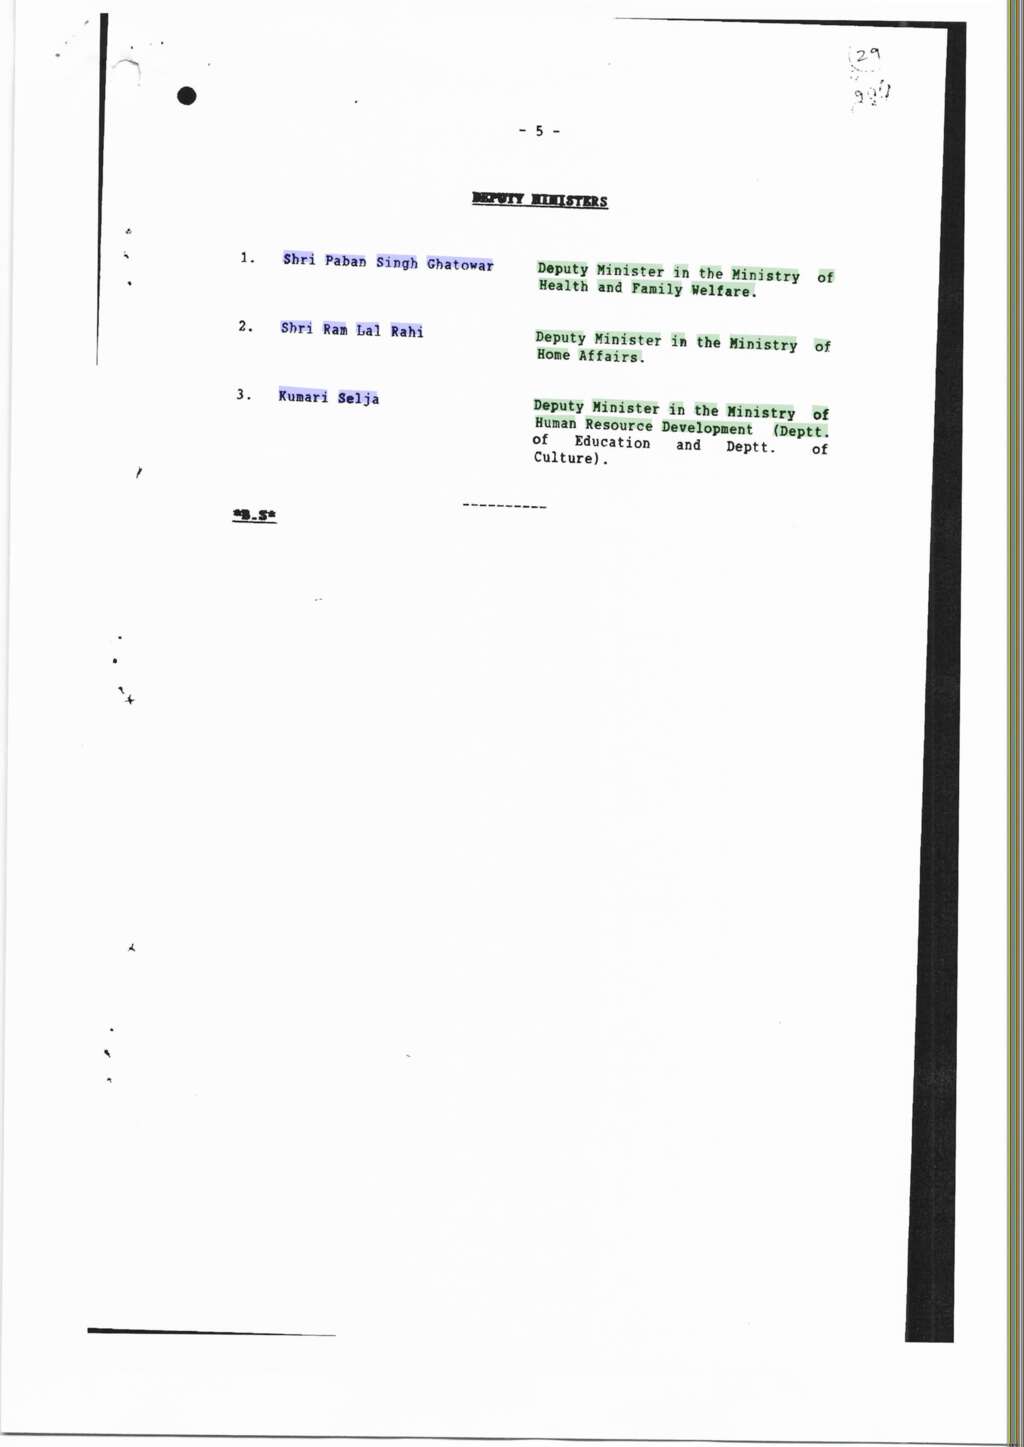 29
- 5 -
DEPUTY MINISTERS
1. Shri Paban Singh Ghatowar Deputy Minister in the Ministry of
Health and Family Welfare.
2. Shri Ram Lal Rahi Deputy Minister in the Ministry of
Home Affairs.
3. Kumari Selja Deputy Minister in the Ministry of
Human Resource Development (Deptt.
of Education and Deptt. of
Culture).
----------
*B.S*